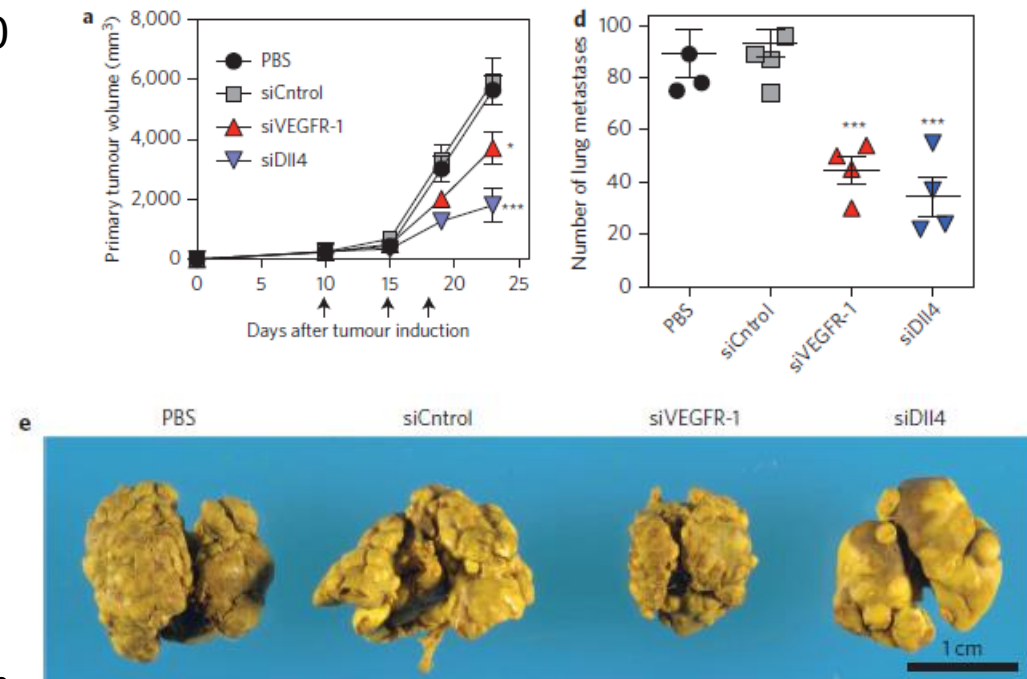 a
Primary tumour volume (mm³)
8,000
6,000
4,000
2,000
0
PBS
siCntrol
siVEGFR-1
siDll4
*
***
0 5 10 15 20 25
Days after tumour induction
d
Number of lung metastases
100
80
60
40
20
0
***
***
PBS
siCntrol
siVEGFR-1
siDll4
e
PBS siCntrol siVEGFR-1 siDll4
1 cm